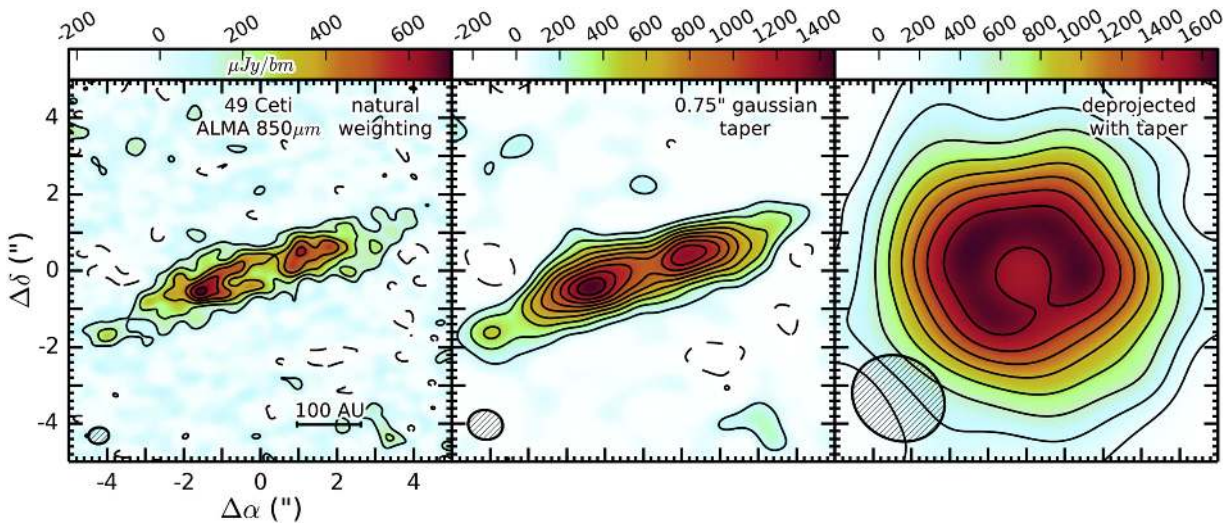 -200 0 200 400 600
-200 0 200 400 600 800 1000 1200 1400
0 200 400 600 800 1000 1200 1400 1600
μJy/bm
49 Ceti
ALMA 850μm
natural
weighting
0.75" gaussian
taper
deprojected
with taper
4
2
0
-2
-4
Δδ (")
100 AU
-4 -2 0 2 4
Δα (")